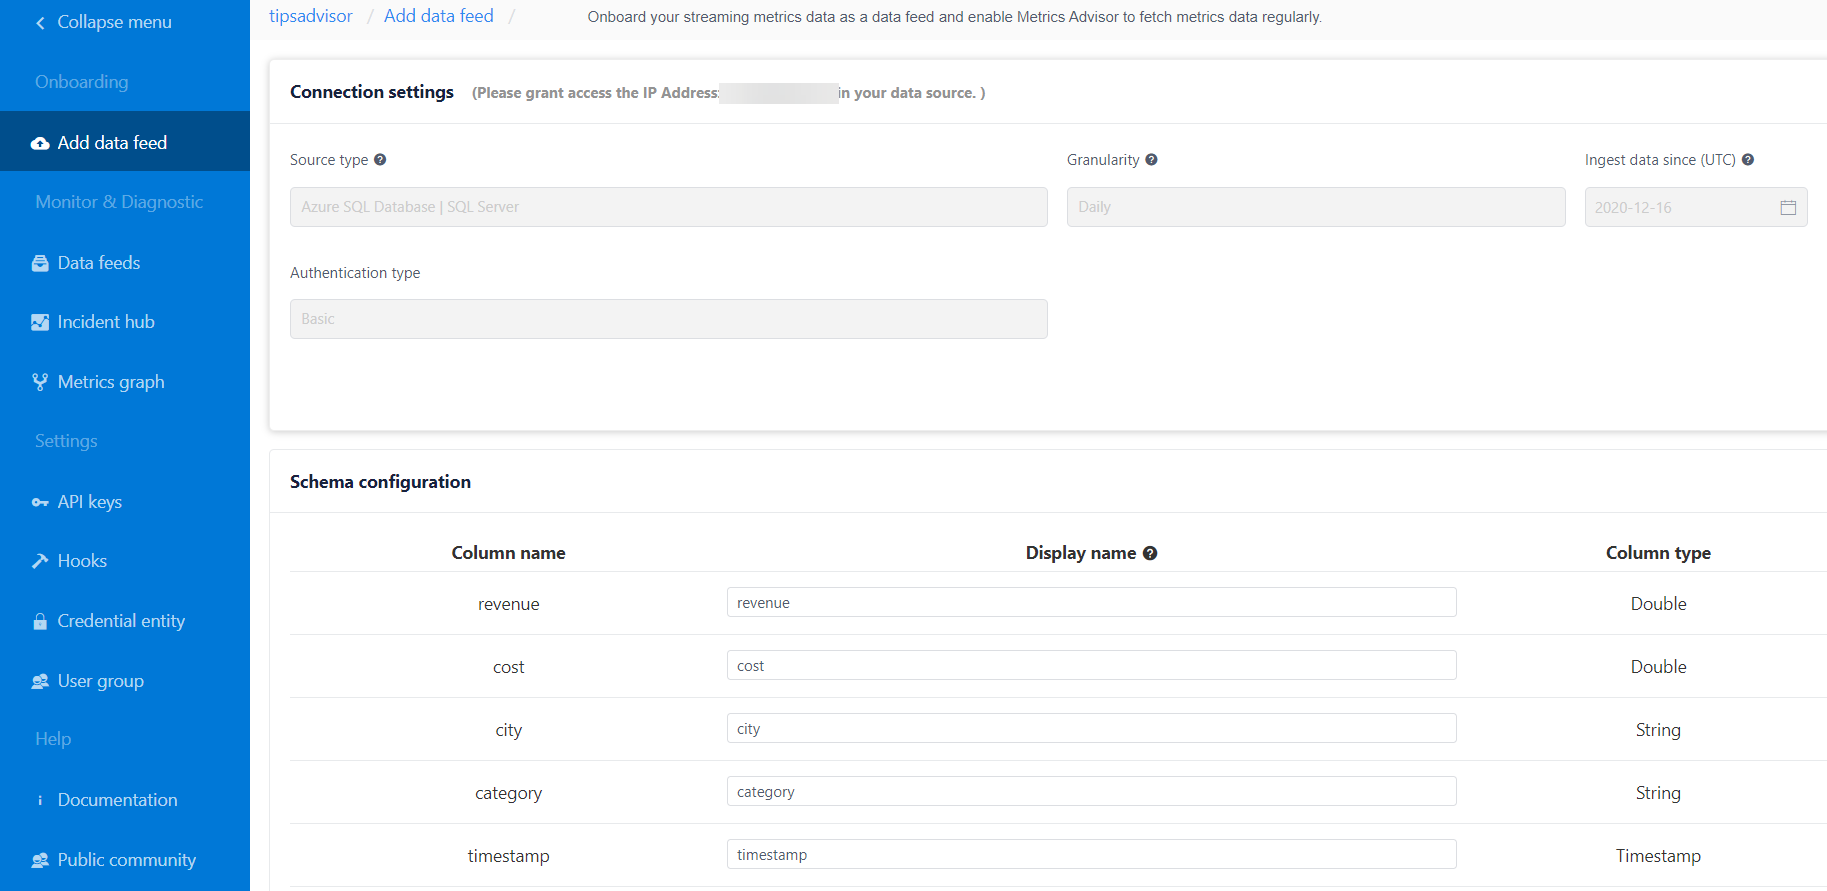 Collapse menu
Onboarding
Add data feed
Monitor & Diagnostic
Data feeds
Incident hub
Metrics graph
Settings
API keys
Hooks
Credential entity
User group
Help
Documentation
Public community
tipsadvisor / Add data feed / Onboard your streaming metrics data as a data feed and enable Metrics Advisor to fetch metrics data regularly.
Connection settings (Please grant access the IP Address: in your data source. )
Source type Granularity Ingest data since (UTC)
Azure SQL Database | SQL Server Daily 2020-12-16
Authentication type
Basic
Schema configuration
Column name Display name Column type
revenue revenue Double
cost cost Double
city city String
category category String
timestamp timestamp Timestamp